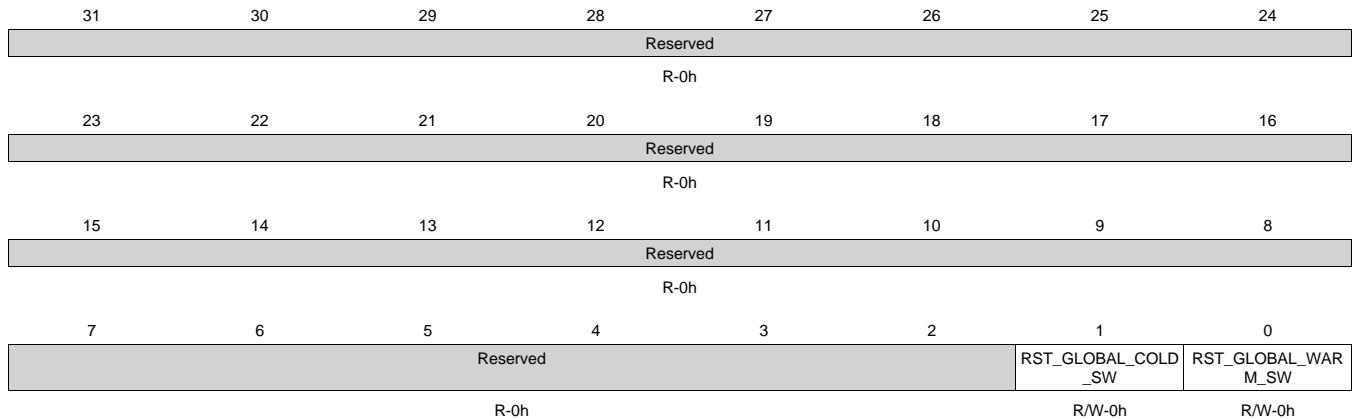 31 30 29 28 27 26 25 24
Reserved
R-0h
23 22 21 20 19 18 17 16
Reserved
R-0h
15 14 13 12 11 10 9 8
Reserved
R-0h
7 6 5 4 3 2 1 0
Reserved RST_GLOBAL_COLD RST_GLOBAL_WAR
_SW M_SW
R-0h R/W-0h R/W-0h